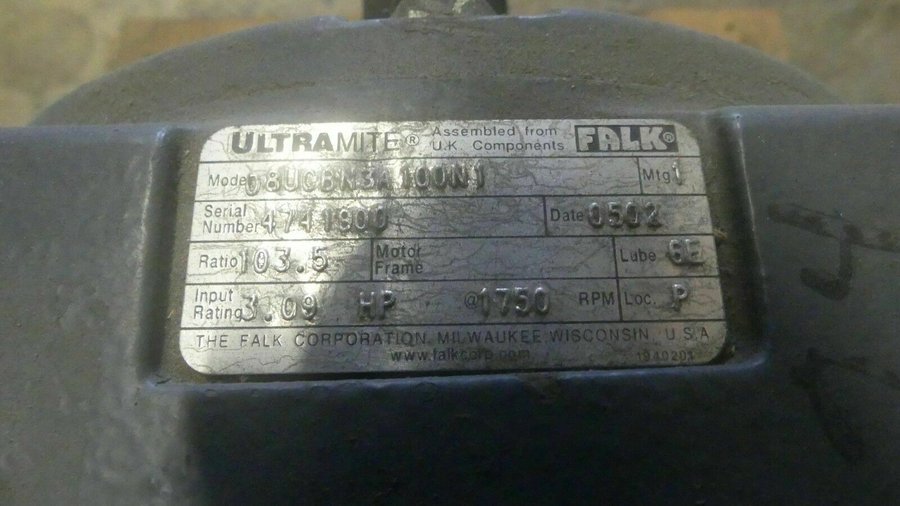 ULTRAMITE® Assembled from U.K. Components FALK®
Model 08UCBN3A100N1 Mtg 1
Serial Number 4741900 Date 0502
Ratio 103.5 Motor Frame Lube 6E
Input Rating 3.09 HP @ 1750 RPM Loc. P
THE FALK CORPORATION, MILWAUKEE WISCONSIN, U.S.A
www.falkcorp.com 1940201